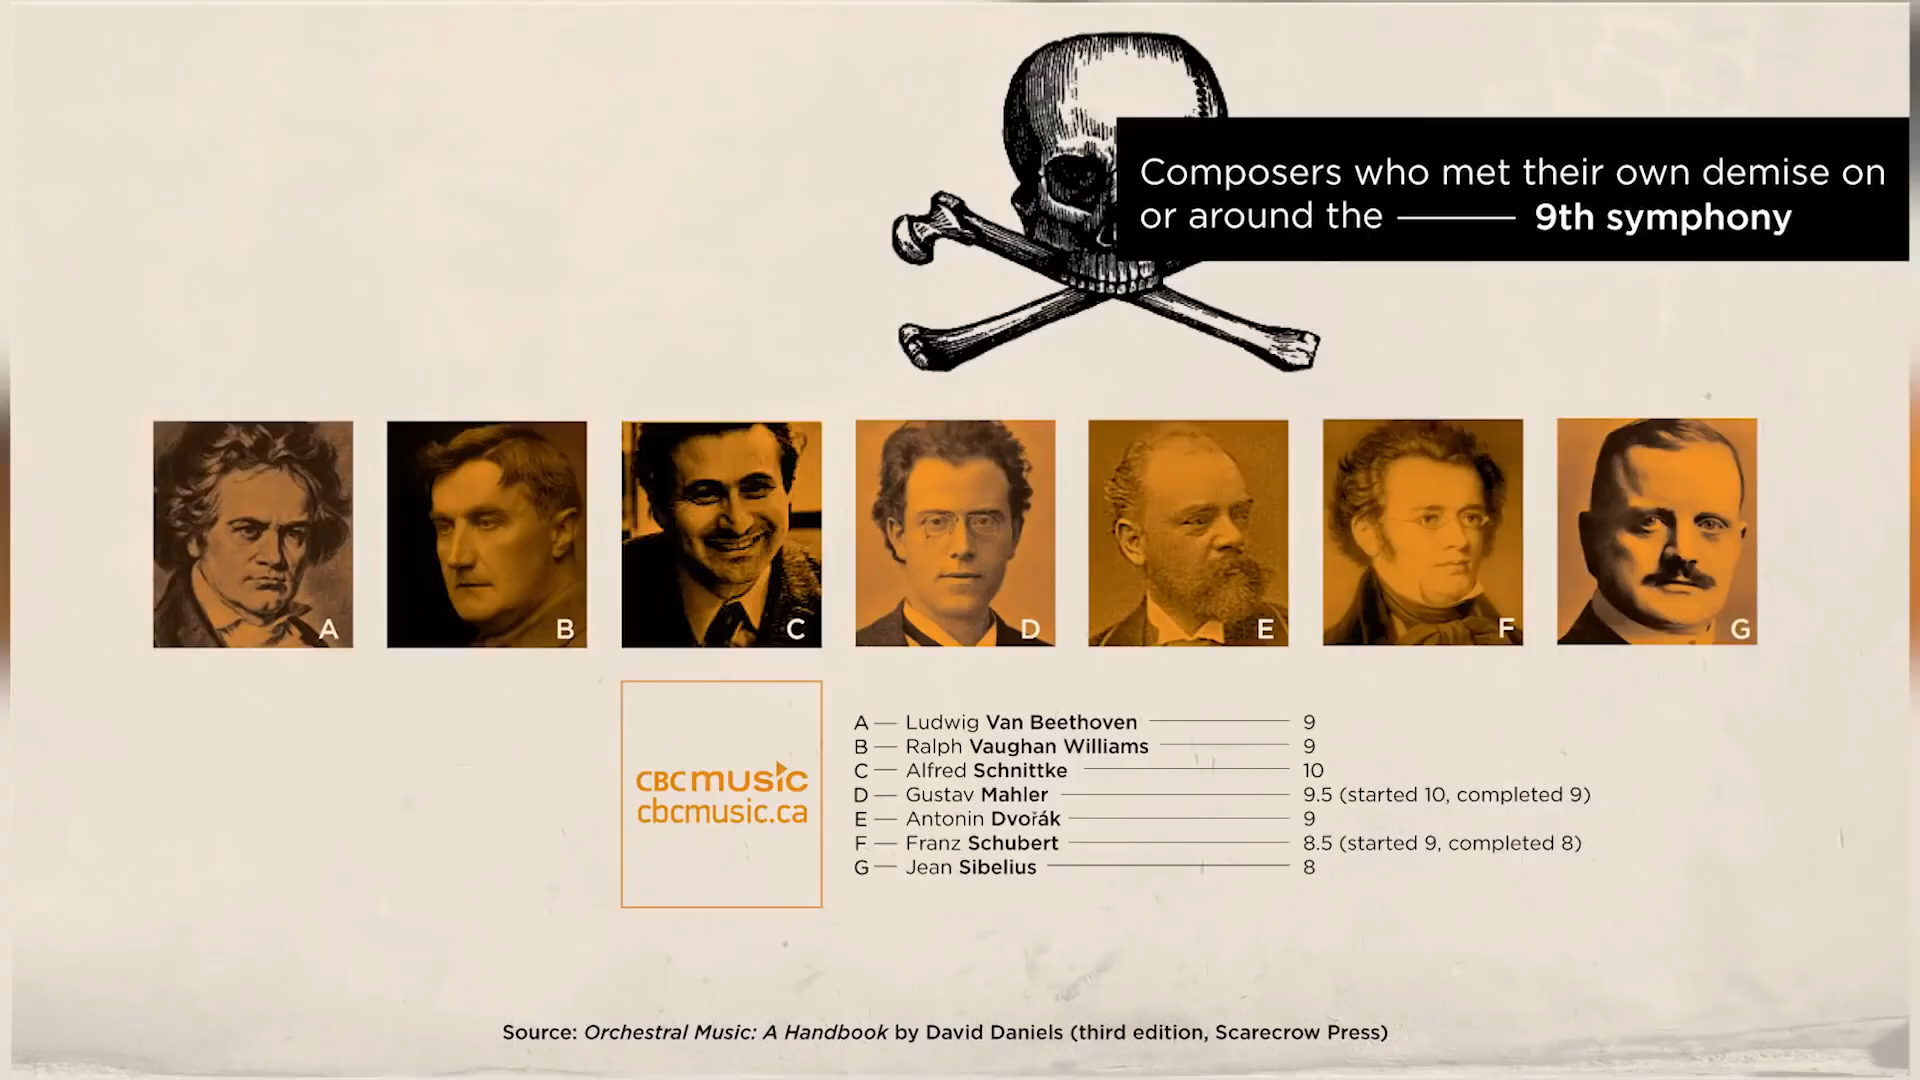 Composers who met their own demise on
or around the 9th symphony
A
B
C
D
E
F
G
CBC music
cbcmusic.ca
A — Ludwig Van Beethoven 9
B — Ralph Vaughan Williams 9
C — Alfred Schnittke 10
D — Gustav Mahler 9.5 (started 10, completed 9)
E — Antonin Dvořák 9
F — Franz Schubert 8.5 (started 9, completed 8)
G — Jean Sibelius 8
Source: Orchestral Music: A Handbook by David Daniels (third edition, Scarecrow Press)